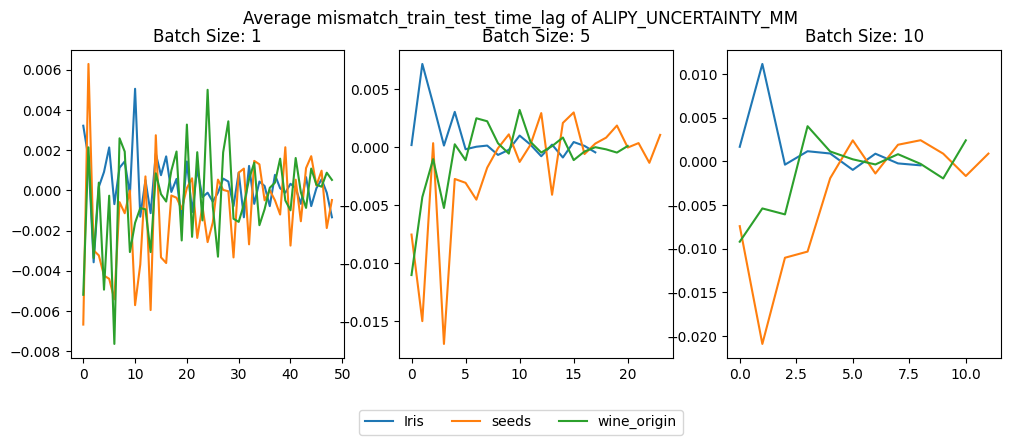 Average mismatch_train_test_time_lag of ALIPY_UNCERTAINTY_MM
Batch Size: 1
0.006
0.004
0.002
0.000
−0.002
−0.004
−0.006
−0.008
0 10 20 30 40 50
Batch Size: 5
0.005
0.000
−0.005
−0.010
−0.015
0 5 10 15 20
Batch Size: 10
0.010
0.005
0.000
−0.005
−0.010
−0.015
−0.020
0.0 2.5 5.0 7.5 10.0
Iris seeds wine_origin